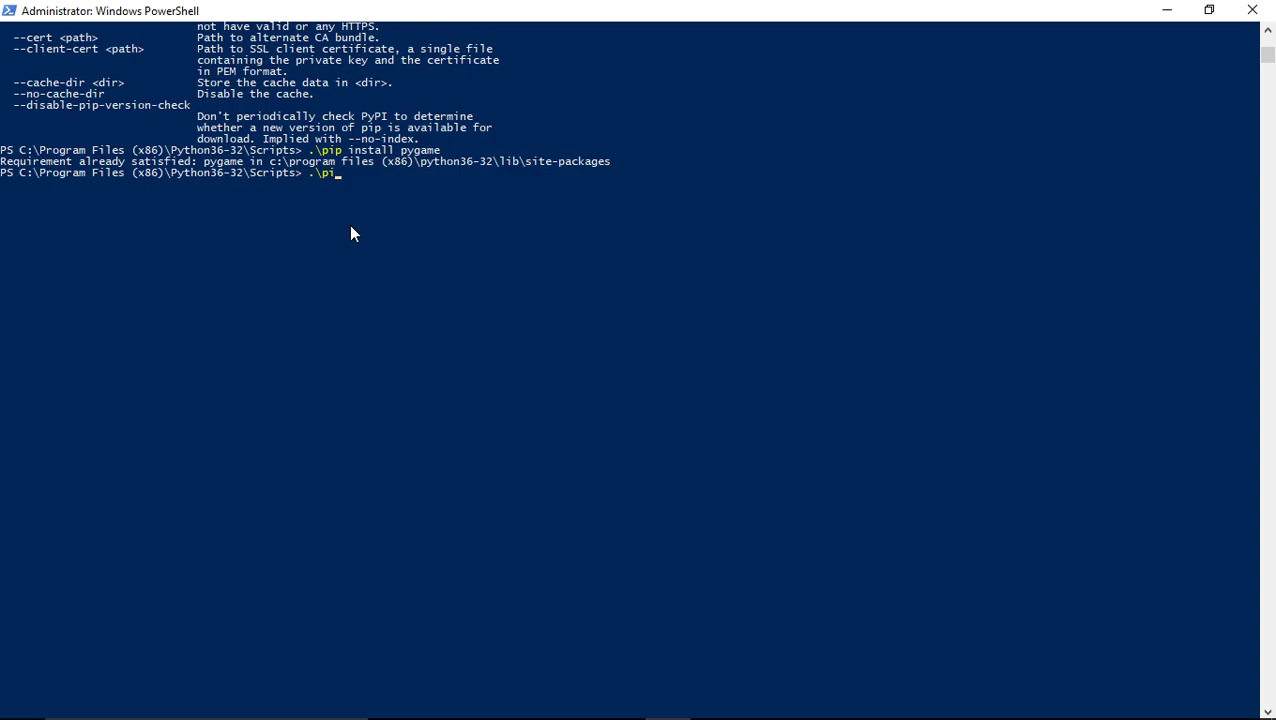 Administrator: Windows PowerShell
not have valid or any HTTPS.
--cert <path> Path to alternate CA bundle.
--client-cert <path> Path to SSL client certificate, a single file
containing the private key and the certificate
in PEM format.
--cache-dir <dir> Store the cache data in <dir>.
--no-cache-dir Disable the cache.
--disable-pip-version-check
Don't periodically check PyPI to determine
whether a new version of pip is available for
download. Implied with --no-index.
PS C:\Program Files (x86)\Python36-32\Scripts> .\pip install pygame
Requirement already satisfied: pygame in c:\program files (x86)\python36-32\lib\site-packages
PS C:\Program Files (x86)\Python36-32\Scripts> .\pi_